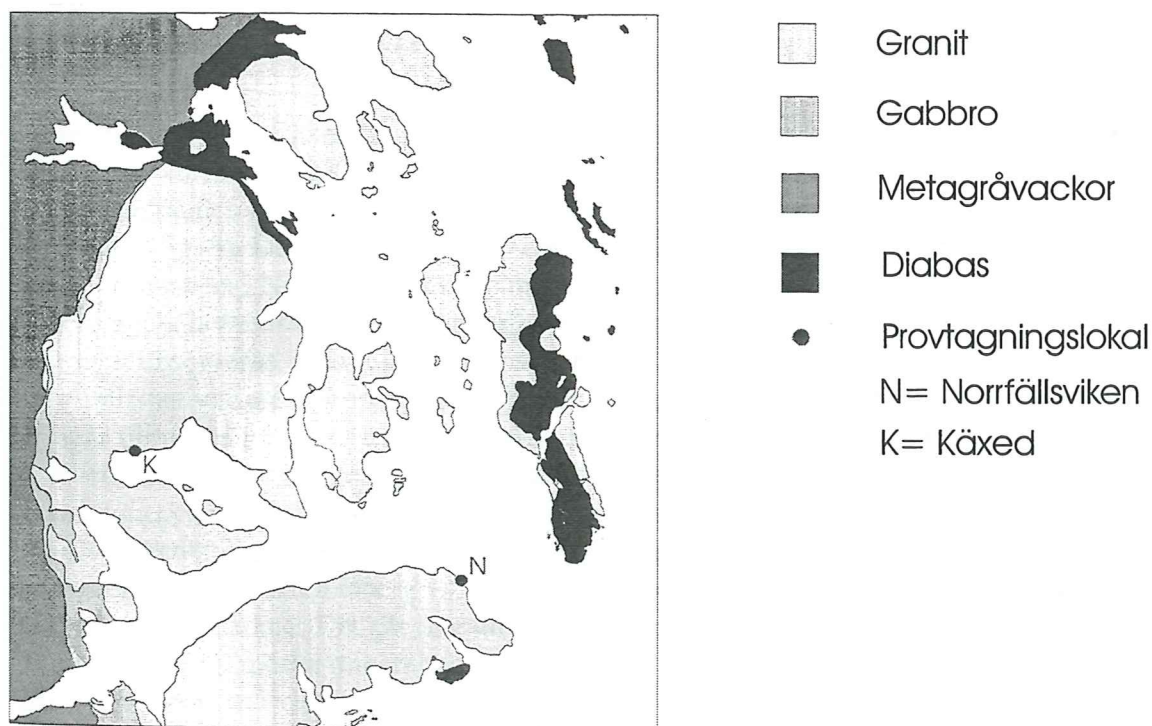 Granit
Gabbro
Metagråvackor
Diabas
Provtagningslokal
N= Norrfällsviken
K= Käxed
K
N